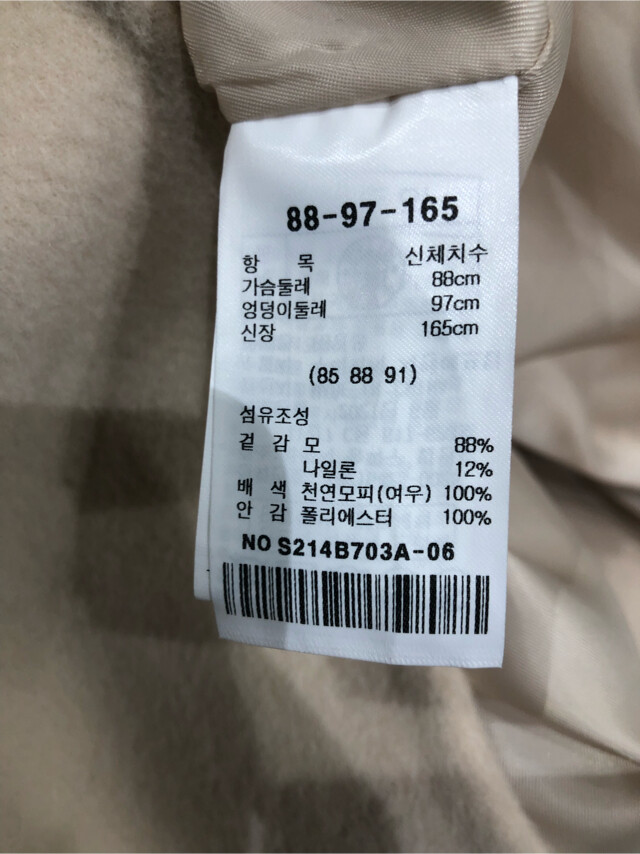 88-97-165
항 목 신체치수
가슴둘레 88cm
엉덩이둘레 97cm
신장 165cm
(85 88 91)
섬유조성
겉 감 모 88%
나일론 12%
배 색 천연모피(여우) 100%
안 감 폴리에스터 100%
NO S214B703A-06